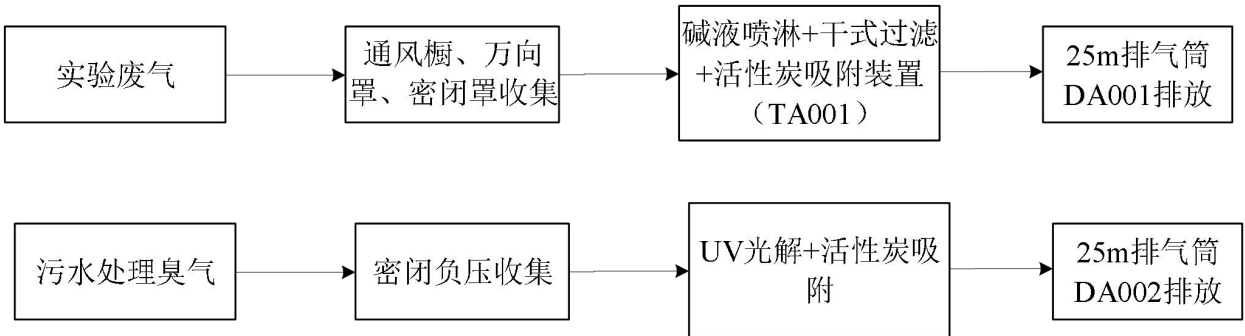 实验废气
通风橱、万向
罩、密闭罩收集
碱液喷淋+干式过滤
+活性炭吸附装置
（TA001）
25m排气筒
DA001排放
污水处理臭气
密闭负压收集
UV光解+活性炭吸
附
25m排气筒
DA002排放